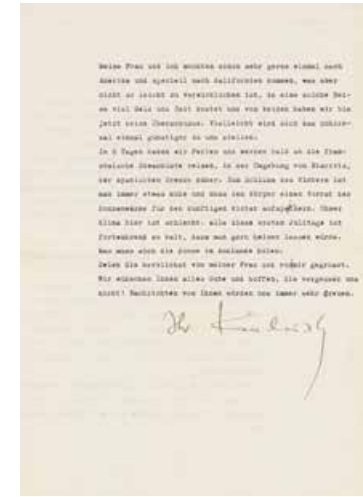 Meine Frau und ich möchten schon sehr gerne einmal nach
Amerika und speziell nach Kalifornien kommen, was aber
nicht so leicht zu verwirklichen ist, da eine solche Rei-
se viel Geld und Zeit kostet und von beiden haben wir bis
jetzt keine Überschüsse. Vielleicht wird sich das
einmal günstiger zu uns stellen.
In 8 Tagen haben wir Ferien und werden bald an die fran-
zösische reisen, in der Umgebung von Biarritz,
der spanischen Grenze näher. Zum Schluss des Winters ist
man immer etwas müde und muss dem Körper einen Vorrat von
Sonnenwärme für den künftigen Winter aufspeichern. Unser
Klima hier ist schlecht. Alle diese ersten Julitage ist
fortwährend so kalt, dass man gern heizen lassen würde.
Man muss sich die Sonne im Auslande holen.
Seien Sie herzlichst von meiner Frau und von mir gegrüsst.
Wir wünschen Ihnen alles Gute und hoffen, Sie vergessen uns
nicht! Nachrichten von Ihnen würden uns immer sehr freuen.
Ihr Kandinsky